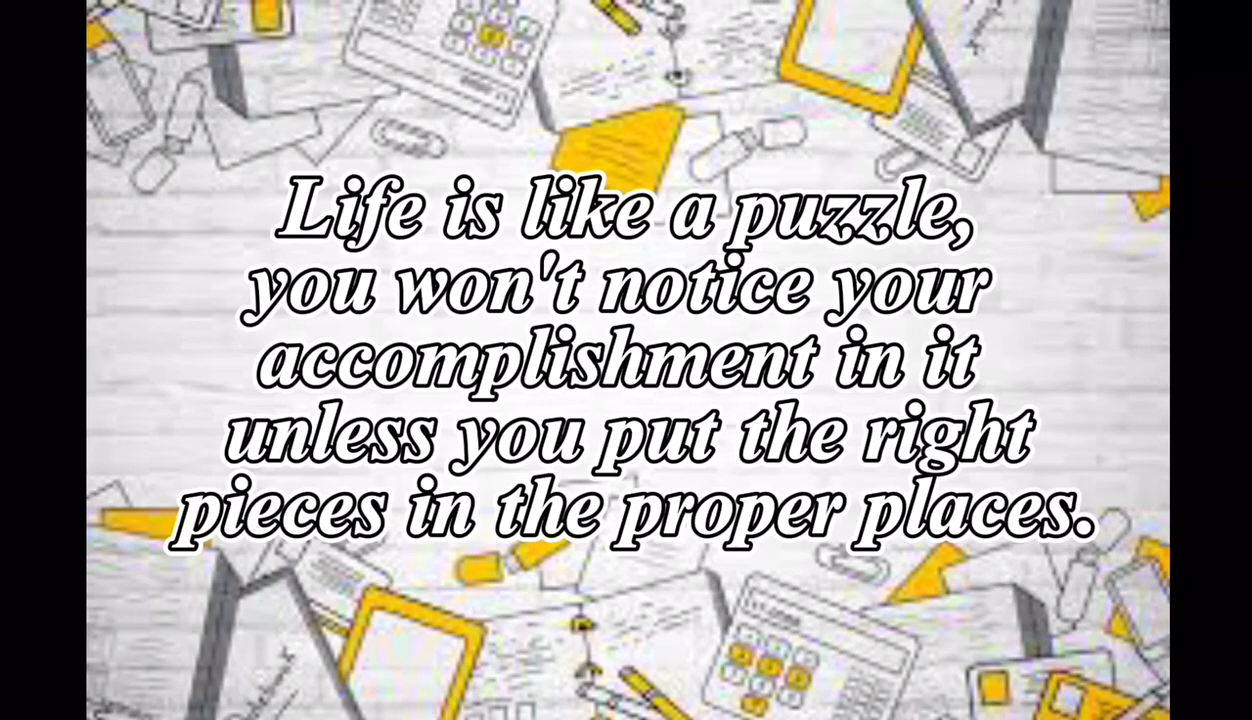 Life is like a puzzle,
you won't notice your
accomplishment in it
unless you put the right
pieces in the proper places.